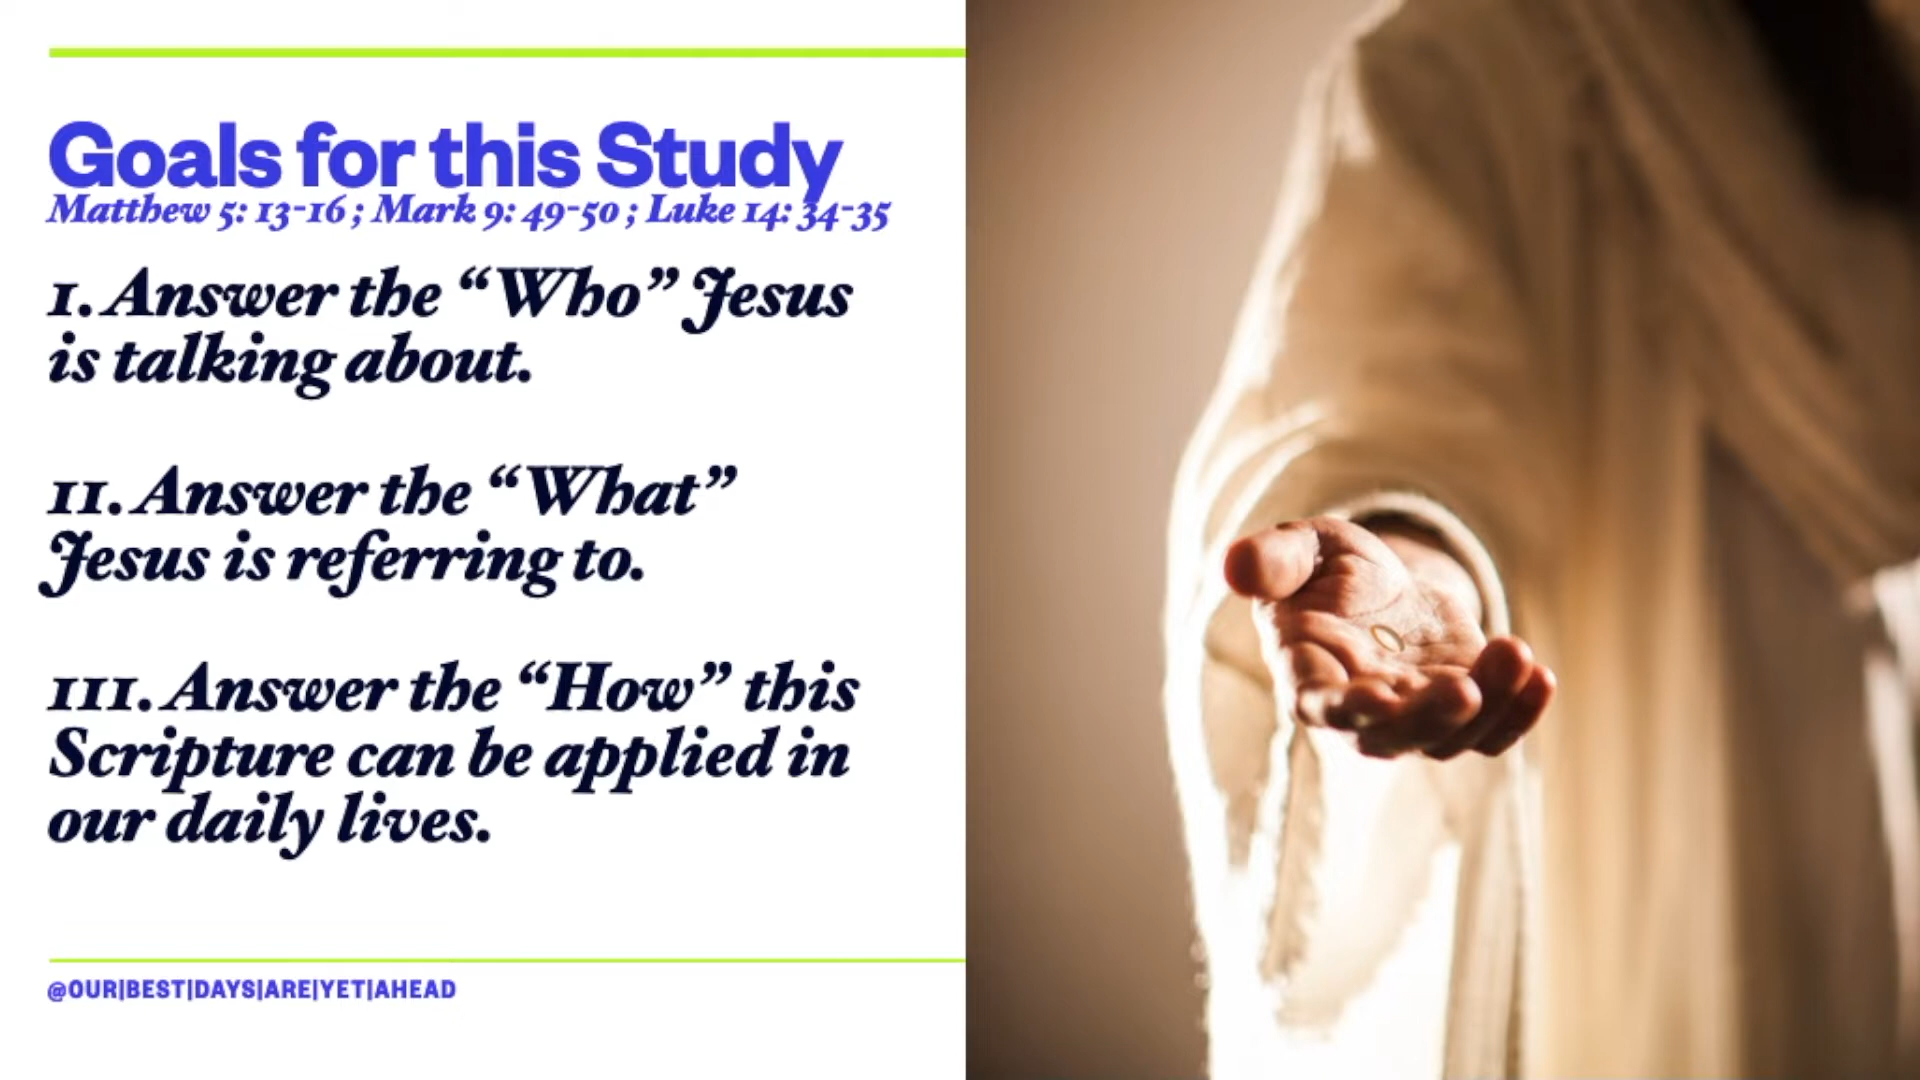 Goals for this Study
Matthew 5: 13-16 ; Mark 9: 49-50 ; Luke 14: 34-35
I. Answer the “Who” Jesus
is talking about.
II. Answer the “What”
Jesus is referring to.
III. Answer the “How” this
Scripture can be applied in
our daily lives.
@OUR|BEST|DAYS|ARE|YET|AHEAD